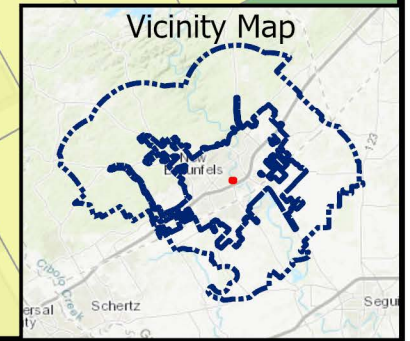 Vicinity Map
New
Braunfels
123
Cibolo Creek
Schertz
ersal
ity
Segu
G